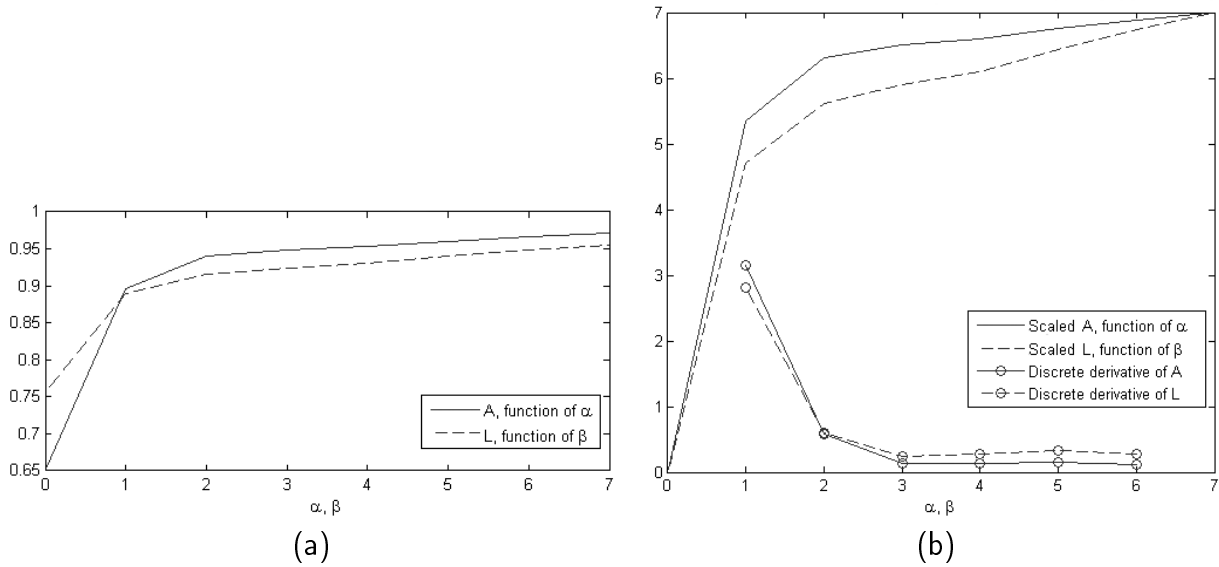 1
0.95
0.9
0.85
0.8
0.75
0.7
0.65
0 1 2 3 4 5 6 7
α, β
A, function of α
L, function of β
(a)
7
6
5
4
3
2
1
0
0 1 2 3 4 5 6 7
α, β
Scaled A, function of α
Scaled L, function of β
Discrete derivative of A
Discrete derivative of L
(b)